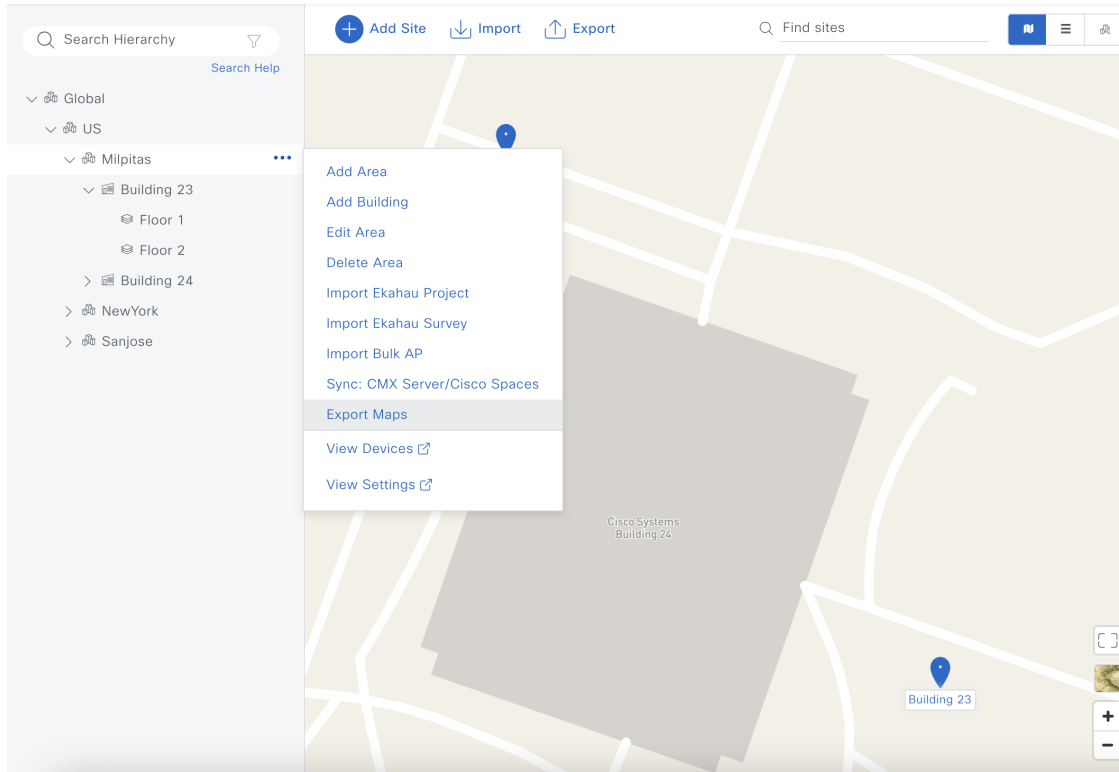 Search Hierarchy
Search Help
Global
US
Milpitas
Building 23
Floor 1
Floor 2
Building 24
NewYork
Sanjose
Add Site
Import
Export
Find sites
Add Area
Add Building
Edit Area
Delete Area
Import Ekahau Project
Import Ekahau Survey
Import Bulk AP
Sync: CMX Server/Cisco Spaces
Export Maps
View Devices
View Settings
Cisco Systems
Building 24
Building 23